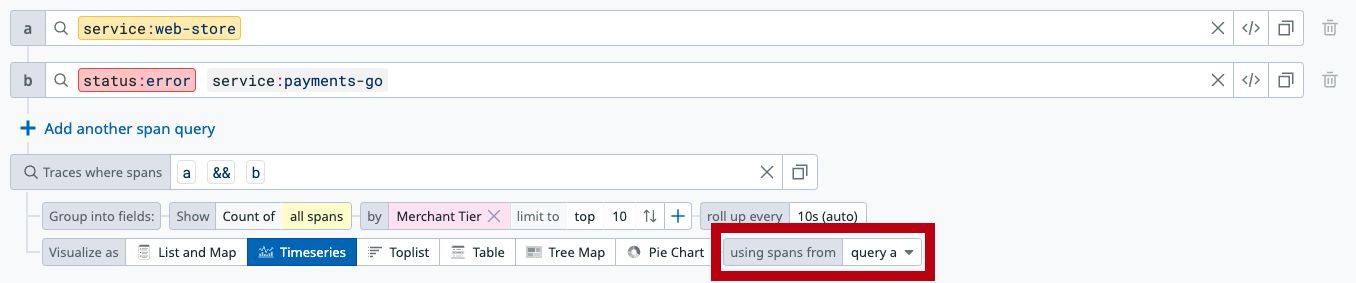 a service:web-store </>
b status:error service:payments-go </>
+ Add another span query
Traces where spans a && b
Group into fields: Show Count of all spans by Merchant Tier limit to top 10 + roll up every 10s (auto)
Visualize as List and Map Timeseries Toplist Table Tree Map Pie Chart using spans from query a